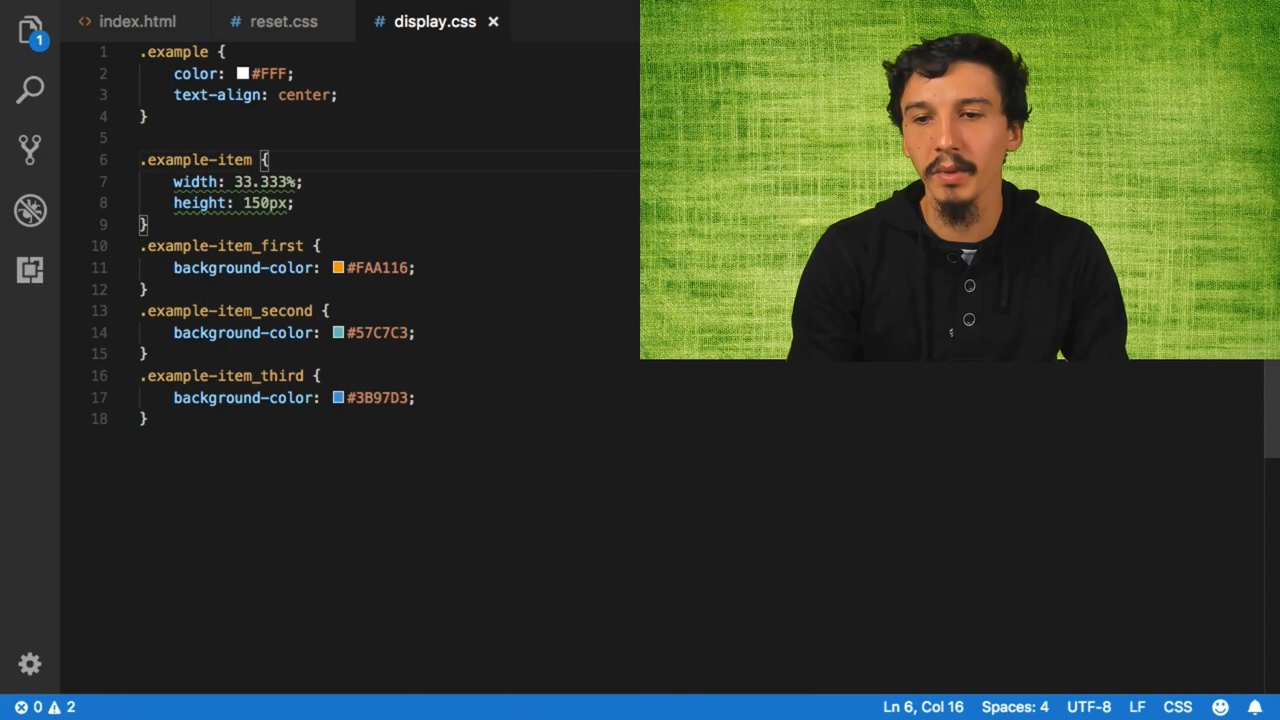 index.html # reset.css # display.css
1 .example {
2 color: #FFF;
3 text-align: center;
4 }
5
6 .example-item {
7 width: 33.333%;
8 height: 150px;
9 }
10 .example-item_first {
11 background-color: #FAA116;
12 }
13 .example-item_second {
14 background-color: #57C7C3;
15 }
16 .example-item_third {
17 background-color: #3B97D3;
18 }
1
0 2 Ln 6, Col 16 Spaces: 4 UTF-8 LF CSS